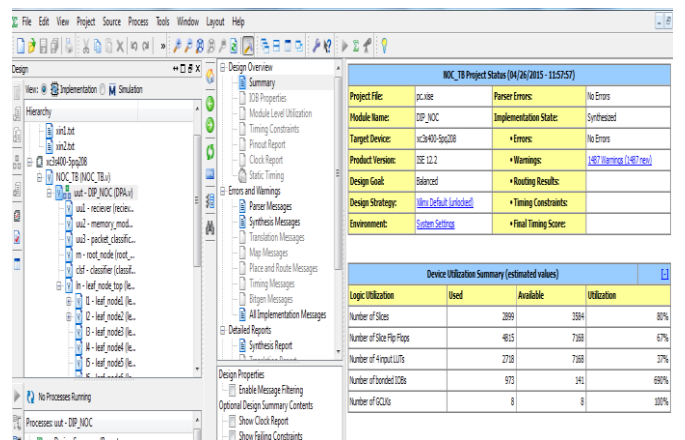 File Edit View Project Source Process Tools Window Layout Help
Design
View: Implementation Simulation
Hierarchy
xin1.txt
xin2.txt
xc3s400-5pq208
NOC_TB (NOC_TB.v)
uut - DIP_NOC (DPA.v)
uu1 - reciever (reciev...
uu2 - memory_mod...
uu3 - packet_classific...
rn - root_node (root_...
clsf - classifier (classif...
ln - leaf_node_top (le...
l1 - leaf_node1 (le...
l2 - leaf_node2 (le...
l3 - leaf_node3 (le...
l4 - leaf_node4 (le...
l5 - leaf_node5 (le...
No Processes Running
Processes: uut - DIP_NOC
Design Overview
Summary
IOB Properties
Module Level Utilization
Timing Constraints
Pinout Report
Clock Report
Static Timing
Errors and Warnings
Parser Messages
Synthesis Messages
Translation Messages
Map Messages
Place and Route Messages
Timing Messages
Bitgen Messages
All Implementation Messages
Detailed Reports
Synthesis Report
Translation Report
Design Properties
Enable Message Filtering
Optional Design Summary Contents
Show Clock Report
Show Failing Constraints
NOC_TB Project Status (04/26/2015 - 11:57:57)
Project File: pc.xise Parser Errors: No Errors
Module Name: DIP_NOC Implementation State: Synthesized
Target Device: xc3s400-5pq208 • Errors: No Errors
Product Version: ISE 12.2 • Warnings: 1487 Warnings (1487 new)
Design Goal: Balanced • Routing Results:
Design Strategy: Xilinx Default (unlocked) • Timing Constraints:
Environment: System Settings • Final Timing Score:
Device Utilization Summary (estimated values) [-]
Logic Utilization Used Available Utilization
Number of Slices 2899 3584 80%
Number of Slice Flip Flops 4815 7168 67%
Number of 4 input LUTs 2718 7168 37%
Number of bonded IOBs 973 141 690%
Number of GCLKs 8 8 100%